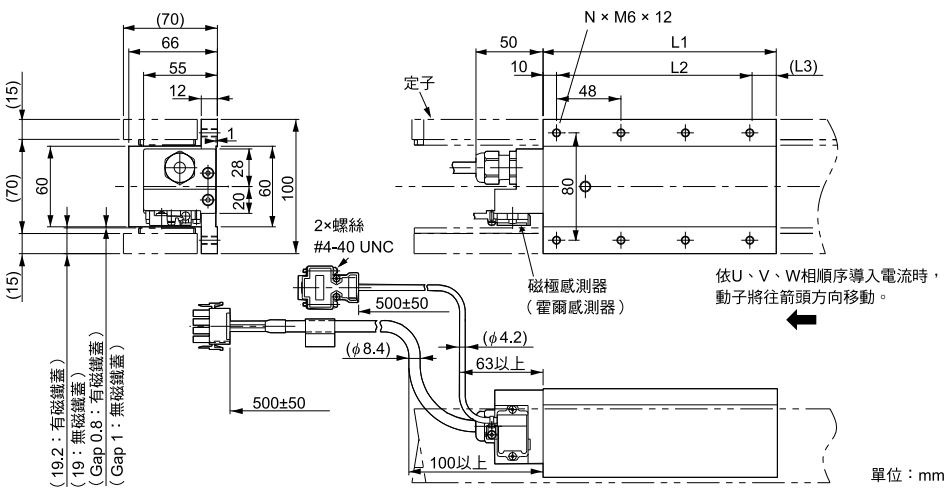 (70)
66
55
12
1
(15)
(70)
(15)
60
28
20
60
100
(19.2：有磁鐵蓋)
(19：無磁鐵蓋)
(Gap 0.8：有磁鐵蓋)
(Gap 1：無磁鐵蓋)
N × M6 × 12
50
L1
10
L2
(L3)
48
定子
80
2×螺絲
#4-40 UNC
磁極感測器
（霍爾感測器）
依U、V、W相順序導入電流時，
動子將往箭頭方向移動。
500±50
(φ8.4)
(φ4.2)
63以上
500±50
100以上
單位：mm